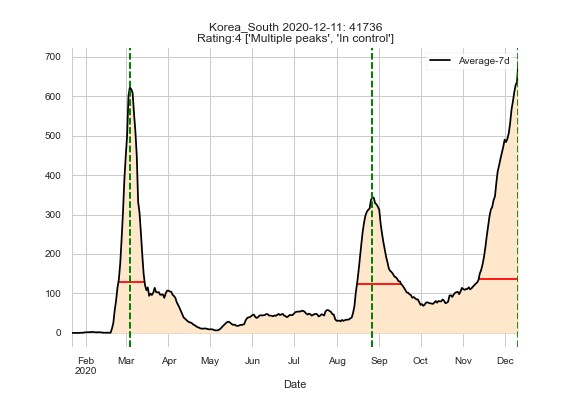 Korea_South 2020-12-11: 41736
Rating:4 ['Multiple peaks', 'In control']
Average-7d
700
600
500
400
300
200
100
0
Feb Mar Apr May Jun Jul Aug Sep Oct Nov Dec
2020
Date